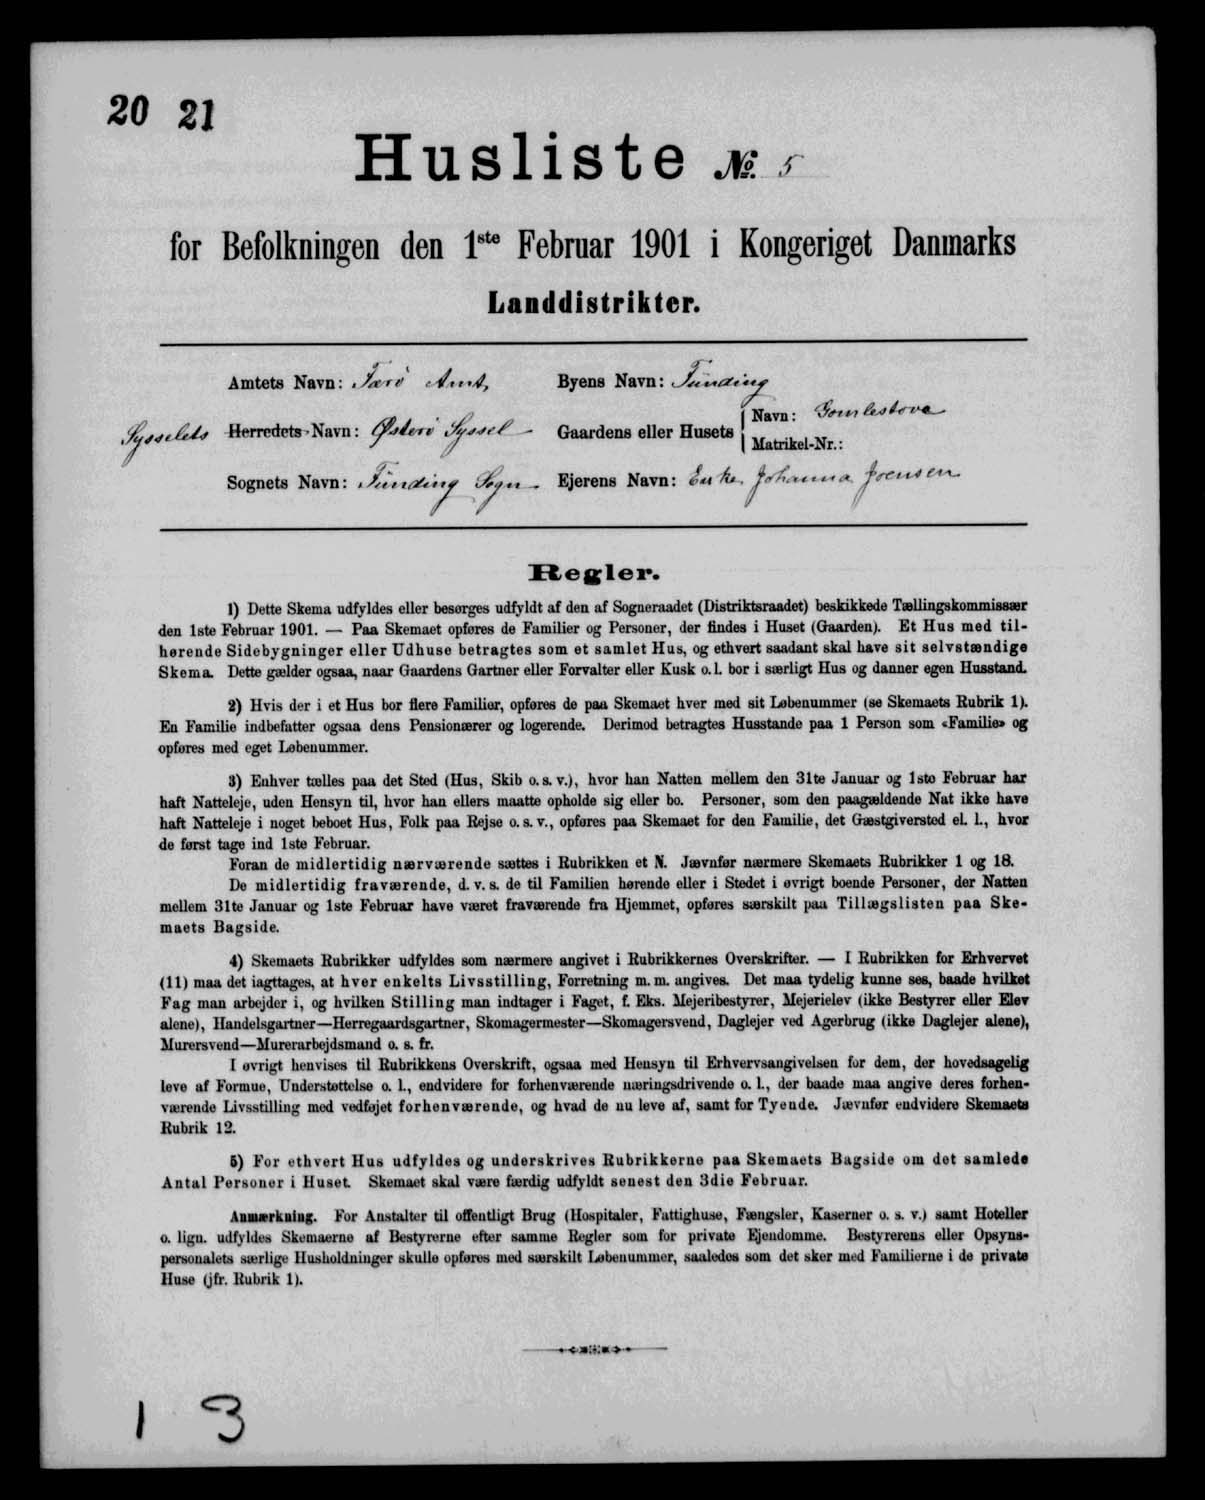 20 21
Husliste No. 5
for Befolkningen den 1ste Februar 1901 i Kongeriget Danmarks
Landdistrikter.
Amtets Navn: Færö Amt,
Byens Navn: Funding
Sysselets Herredets Navn: Østerö Syssel
Gaardens eller Husets
Navn: Gomlestova
Matrikel-Nr.:
Sognets Navn: Funding Sogn
Ejerens Navn: Enke Johanna Joensen
Regler.
1) Dette Skema udfyldes eller besørges udfyldt af den af Sogneraadet (Distriktsraadet) beskikkede Tællingskommissær
den 1ste Februar 1901. — Paa Skemaet opføres de Familier og Personer, der findes i Huset (Gaarden). Et Hus med til-
hørende Sidebygninger eller Udhuse betragtes som et samlet Hus, og ethvert saadant skal have sit selvstændige
Skema. Dette gælder ogsaa, naar Gaardens Gartner eller Forvalter eller Kusk o. l. bor i særligt Hus og danner egen Husstand.
2) Hvis der i et Hus bor flere Familier, opføres de paa Skemaet hver med sit Løbenummer (se Skemaets Rubrik 1).
En Familie indbefatter ogsaa dens Pensionærer og logerende. Derimod betragtes Husstande paa 1 Person som «Familie» og
opføres med eget Løbenummer.
3) Enhver tælles paa det Sted (Hus, Skib o. s. v.), hvor han Natten mellem den 31te Januar og 1ste Februar har
haft Natteleje, uden Hensyn til, hvor han ellers maatte opholde sig eller bo. Personer, som den paagældende Nat ikke have
haft Natteleje i noget beboet Hus, Folk paa Rejse o. s. v., opføres paa Skemaet for den Familie, det Gæstgiversted el. l., hvor
de først tage ind 1ste Februar.
Foran de midlertidig nærværende sættes i Rubrikken et N. Jævnfør nærmere Skemaets Rubrikker 1 og 18.
De midlertidig fraværende, d. v. s. de til Familien hørende eller i Stedet i øvrigt boende Personer, der Natten
mellem 31te Januar og 1ste Februar have været fraværende fra Hjemmet, opføres særskilt paa Tillægslisten paa Ske-
maets Bagside.
4) Skemaets Rubrikker udfyldes som nærmere angivet i Rubrikkernes Overskrifter. — I Rubrikken for Erhvervet
(11) maa det iagttages, at hver enkelts Livsstilling, Forretning m. m. angives. Det maa tydelig kunne ses, baade hvilket
Fag man arbejder i, og hvilken Stilling man indtager i Faget, f. Eks. Mejeribestyrer, Mejerielev (ikke Bestyrer eller Elev
alene), Handelsgartner—Herregaardsgartner, Skomagermester—Skomagersvend, Daglejer ved Agerbrug (ikke Daglejer alene),
Murersvend—Murerarbejdsmand o. s. fr.
I øvrigt henvises til Rubrikkens Overskrift, ogsaa med Hensyn til Erhvervsangivelsen for dem, der hovedsagelig
leve af Formue, Understøttelse o. l., endvidere for forhenværende næringsdrivende o. l., der baade maa angive deres forhen-
værende Livsstilling med vedføjet forhenværende, og hvad de nu leve af, samt for Tyende. Jævnfør endvidere Skemaets
Rubrik 12.
5) For ethvert Hus udfyldes og underskrives Rubrikkerne paa Skemaets Bagside om det samlede
Antal Personer i Huset. Skemaet skal være færdig udfyldt senest den 3die Februar.
Anmærkning. For Anstalter til offentligt Brug (Hospitaler, Fattighuse, Fængsler, Kaserner o. s. v.) samt Hoteller
o. lign. udfyldes Skemaerne af Bestyrerne efter samme Regler som for private Ejendomme. Bestyrerens eller Opsyns-
personalets særlige Husholdninger skulle opføres med særskilt Løbenummer, saaledes som det sker med Familierne i de private
Huse (jfr. Rubrik 1).
1 3